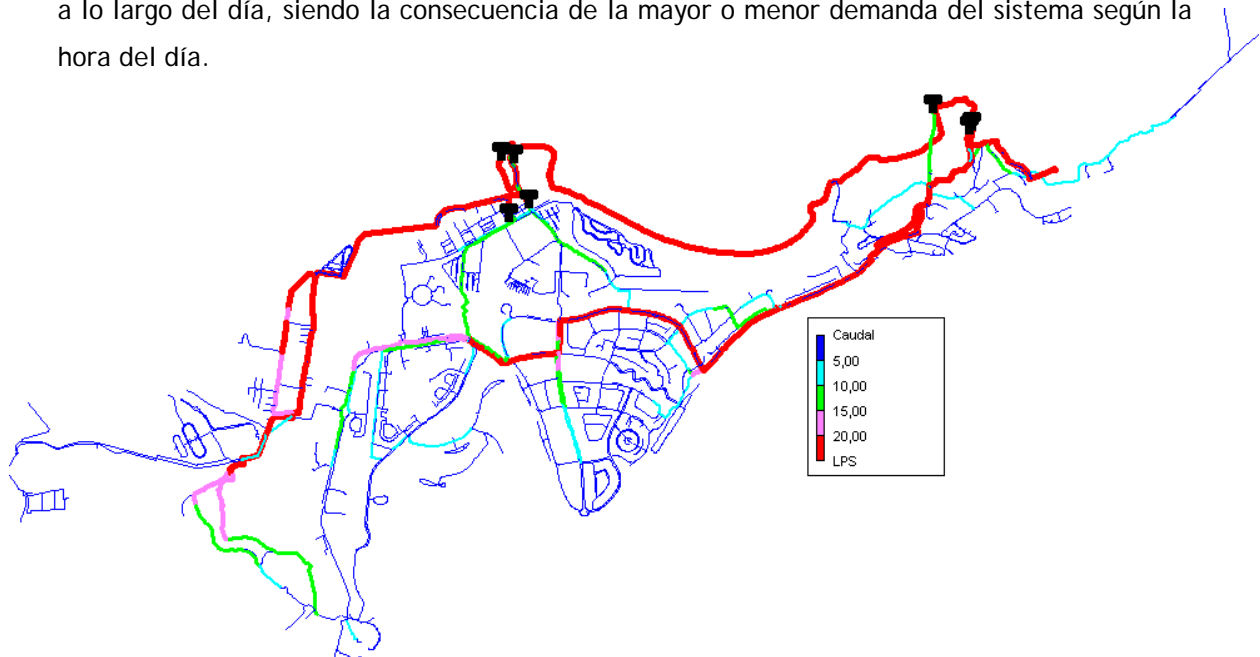 a lo largo del día, siendo la consecuencia de la mayor o menor demanda del sistema según la
hora del día.
Caudal
5,00
10,00
15,00
20,00
LPS